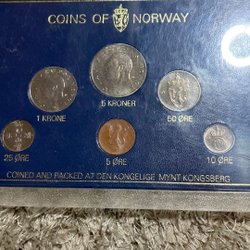 COINS OF NORWAY
1 KRONE
5 KRONER
50 ØRE
25 ØRE
5 ØRE
10 ØRE
COINED AND PACKED AT DEN KONGELIGE MYNT KONGSBERG